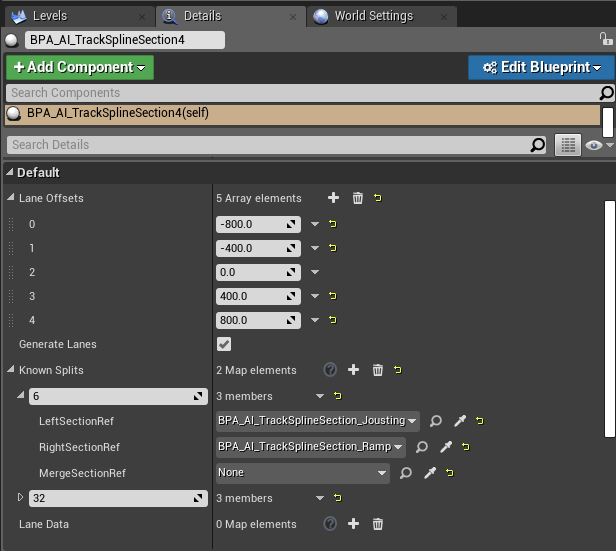 Levels Details World Settings
BPA_AI_TrackSplineSection4
+ Add Component Edit Blueprint
Search Components
BPA_AI_TrackSplineSection4(self)
Search Details
Default
Lane Offsets 5 Array elements
0 -800.0
1 -400.0
2 0.0
3 400.0
4 800.0
Generate Lanes
Known Splits 2 Map elements
6 3 members
LeftSectionRef BPA_AI_TrackSplineSection_Jousting
RightSectionRef BPA_AI_TrackSplineSection_Ramp
MergeSectionRef None
32 3 members
Lane Data 0 Map elements